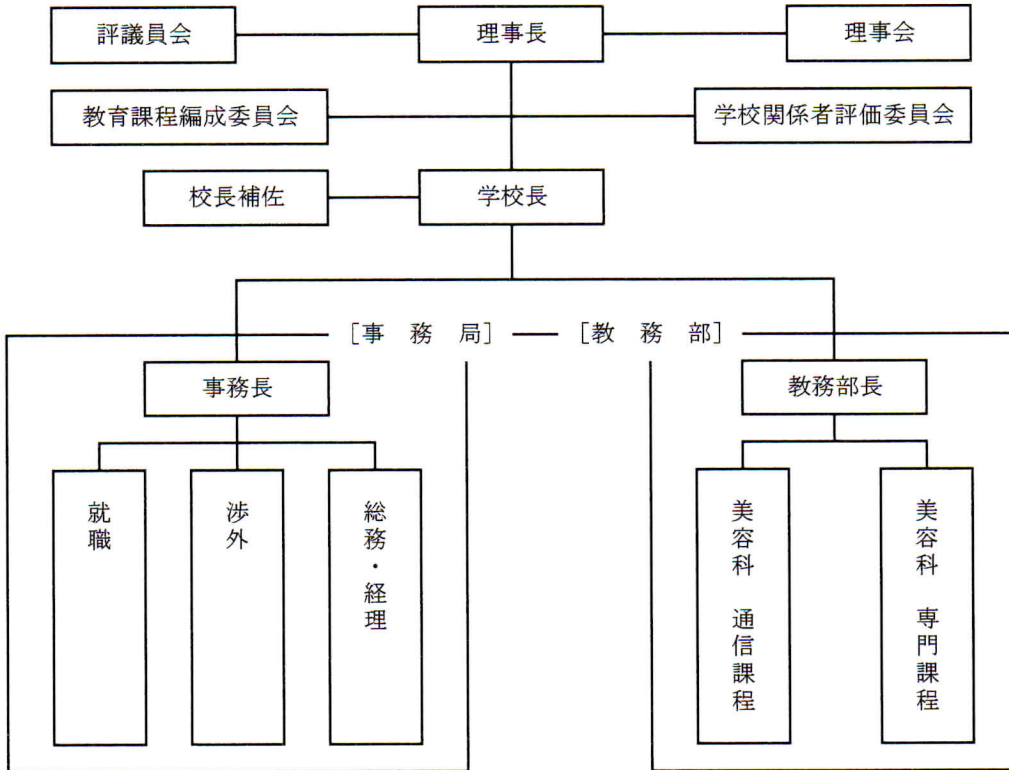 評議員会
理事長
理事会
教育課程編成委員会
学校関係者評価委員会
校長補佐
学校長
[事　務　局]
[教　務　部]
事務長
教務部長
就職
渉外
総務・経理
美容科　通信課程
美容科　専門課程